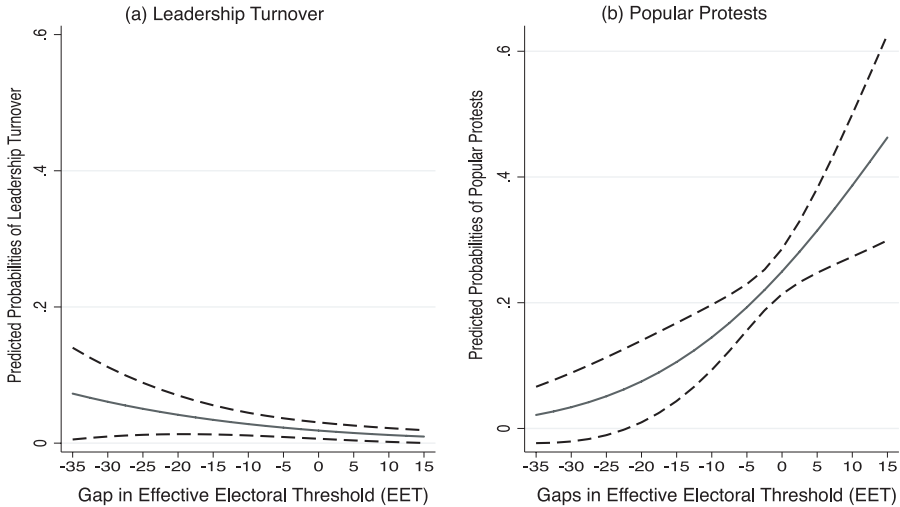 (a) Leadership Turnover
Predicted Probabilities of Leadership Turnover
.6
.4
.2
0
-35 -30 -25 -20 -15 -10 -5 0 5 10 15
Gap in Effective Electoral Threshold (EET)
(b) Popular Protests
Predicted Probabilities of Popular Protests
.6
.4
.2
0
-35 -30 -25 -20 -15 -10 -5 0 5 10 15
Gaps in Effective Electoral Threshold (EET)